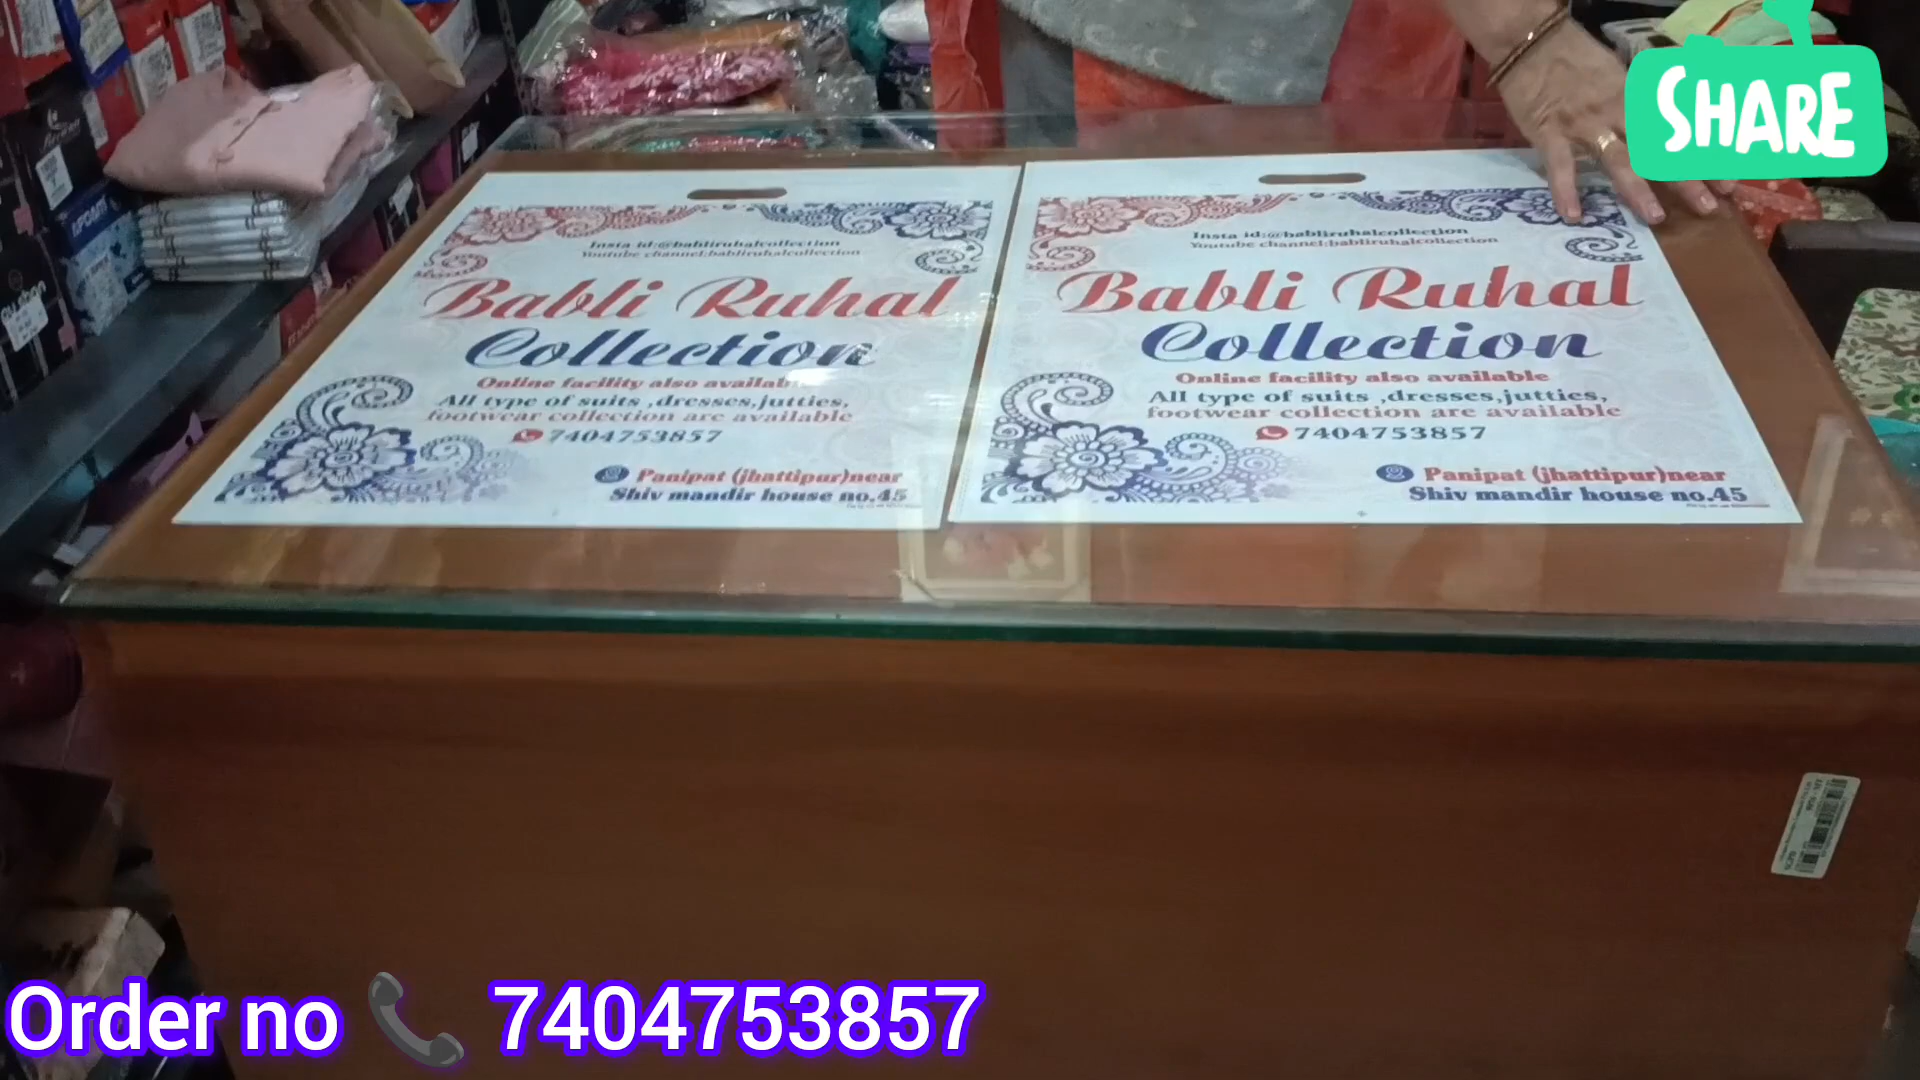 SHARE
Insta id:@babliruhalcollection
Youtube channel:babliruhalcollection
Babli Ruhal
Collection
Online facility also availab
All type of suits ,dresses,jutties,
footwear collection are available
7404753857
Panipat (jhattipur)near
Shiv mandir house no.45
Insta id:@babliruhalcollection
Youtube channel:babliruhalcollection
Babli Ruhal
Collection
Online facility also available
All type of suits ,dresses,jutties,
footwear collection are available
7404753857
Panipat (jhattipur)near
Shiv mandir house no.45
Order no 7404753857